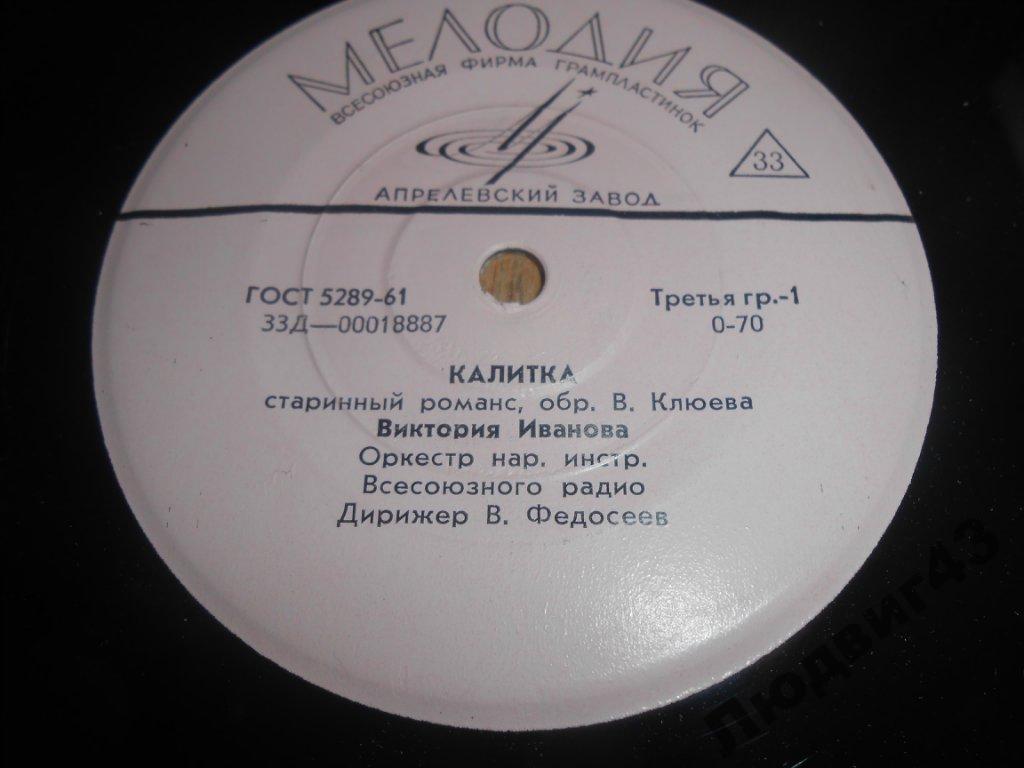 МЕЛОДИЯ
ВСЕСОЮЗНАЯ ФИРМА ГРАМПЛАСТИНОК
33
АПРЕЛЕВСКИЙ ЗАВОД
ГОСТ 5289-61
Третья гр.-1
33Д—00018887
0-70
КАЛИТКА
старинный романс, обр. В. Клюева
Виктория Иванова
Оркестр нар. инстр.
Всесоюзного радио
Дирижер В. Федосеев
Людвиг43